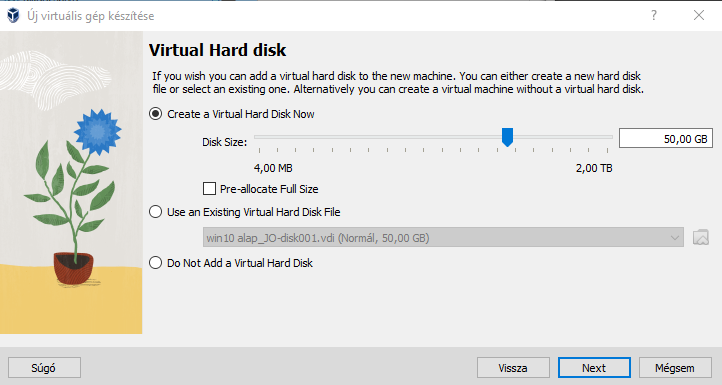 Új virtuális gép készítése
?
Virtual Hard disk
If you wish you can add a virtual hard disk to the new machine. You can either create a new hard disk
file or select an existing one. Alternatively you can create a virtual machine without a virtual hard disk.
Create a Virtual Hard Disk Now
Disk Size:
50,00 GB
4,00 MB
2,00 TB
Pre-allocate Full Size
Use an Existing Virtual Hard Disk File
win10 alap_JO-disk001.vdi (Normál, 50,00 GB)
Do Not Add a Virtual Hard Disk
Súgó
Vissza
Next
Mégsem